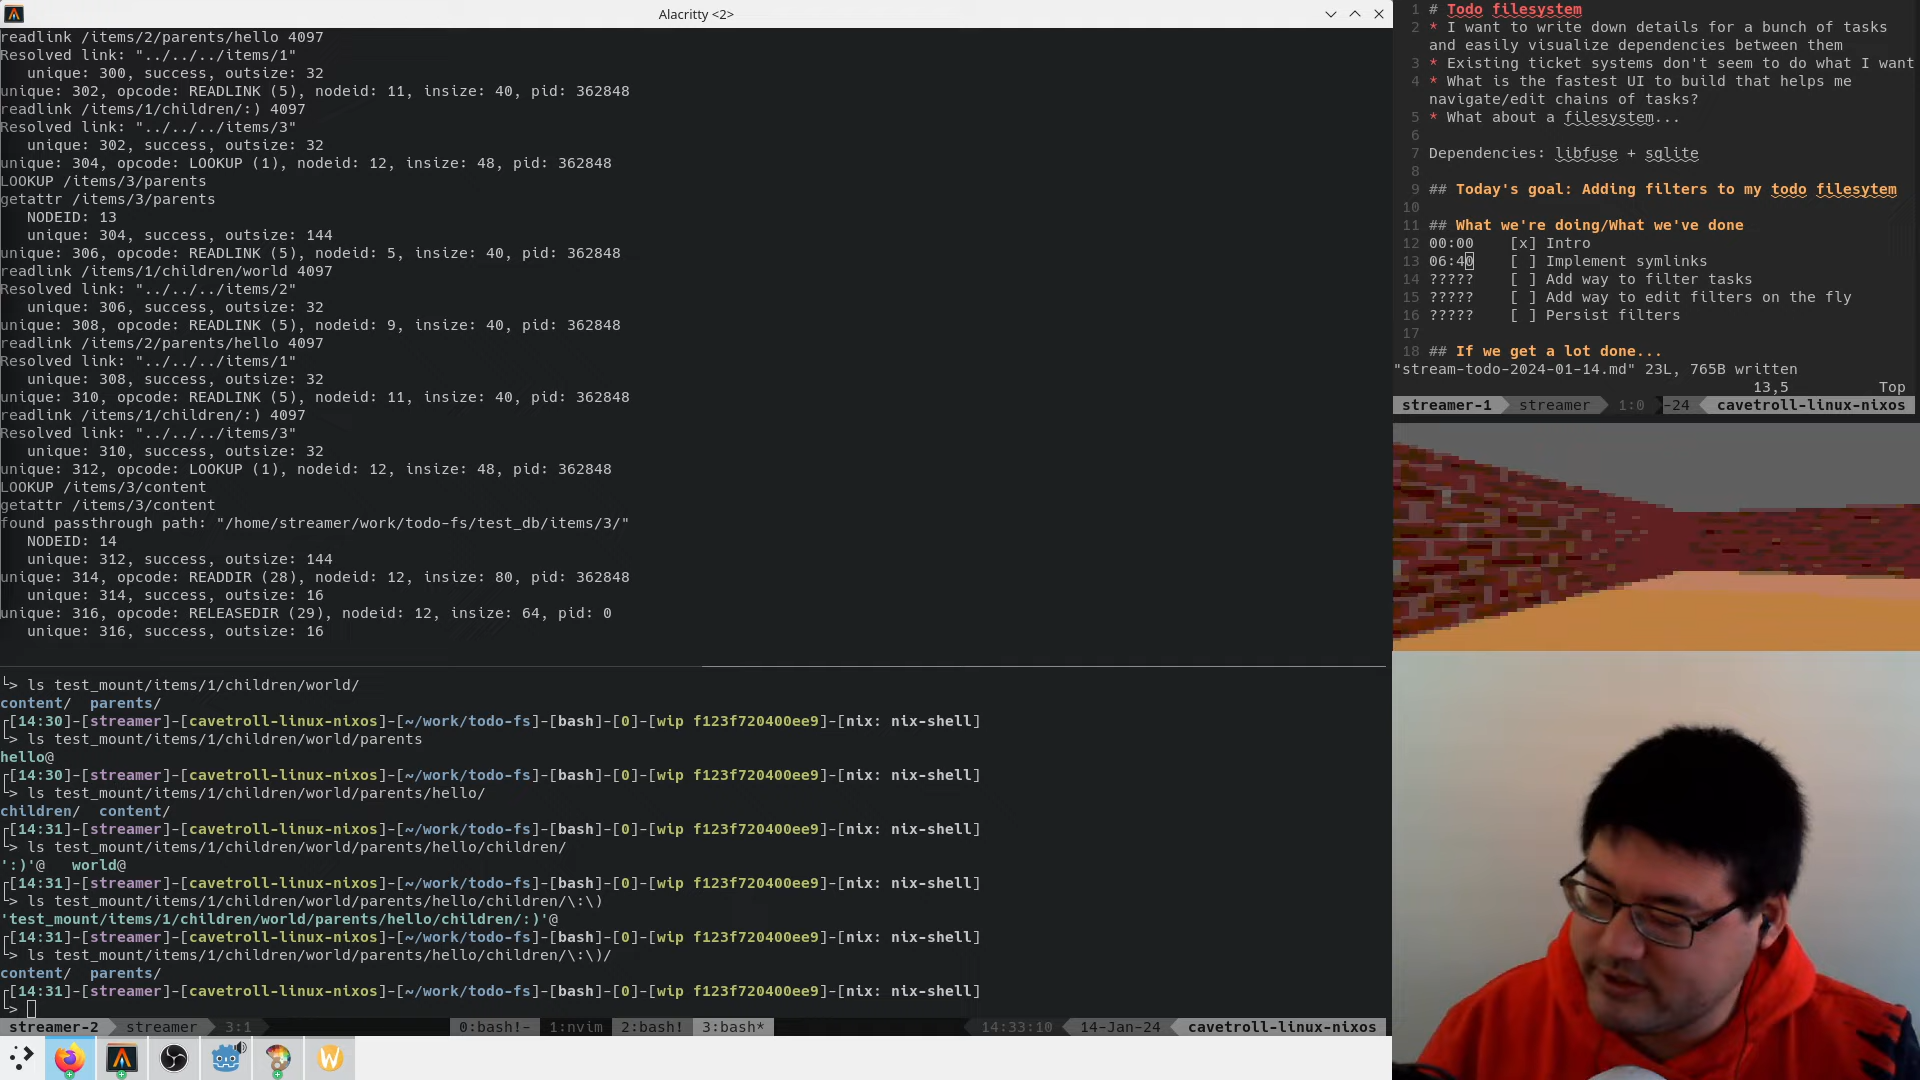 Alacritty <2>
readlink /items/2/parents/hello 4097
Resolved link: "../../../items/1"
   unique: 300, success, outsize: 32
unique: 302, opcode: READLINK (5), nodeid: 11, insize: 40, pid: 362848
readlink /items/1/children/:) 4097
Resolved link: "../../../items/3"
   unique: 302, success, outsize: 32
unique: 304, opcode: LOOKUP (1), nodeid: 12, insize: 48, pid: 362848
LOOKUP /items/3/parents
getattr /items/3/parents
   NODEID: 13
   unique: 304, success, outsize: 144
unique: 306, opcode: READLINK (5), nodeid: 5, insize: 40, pid: 362848
readlink /items/1/children/world 4097
Resolved link: "../../../items/2"
   unique: 306, success, outsize: 32
unique: 308, opcode: READLINK (5), nodeid: 9, insize: 40, pid: 362848
readlink /items/2/parents/hello 4097
Resolved link: "../../../items/1"
   unique: 308, success, outsize: 32
unique: 310, opcode: READLINK (5), nodeid: 11, insize: 40, pid: 362848
readlink /items/1/children/:) 4097
Resolved link: "../../../items/3"
   unique: 310, success, outsize: 32
unique: 312, opcode: LOOKUP (1), nodeid: 12, insize: 48, pid: 362848
LOOKUP /items/3/content
getattr /items/3/content
found passthrough path: "/home/streamer/work/todo-fs/test_db/items/3/"
   NODEID: 14
   unique: 312, success, outsize: 144
unique: 314, opcode: READDIR (28), nodeid: 12, insize: 80, pid: 362848
   unique: 314, success, outsize: 16
unique: 316, opcode: RELEASEDIR (29), nodeid: 12, insize: 64, pid: 0
   unique: 316, success, outsize: 16
└> ls test_mount/items/1/children/world/
content/  parents/
┌[14:30]-[streamer]-[cavetroll-linux-nixos]-[~/work/todo-fs]-[bash]-[0]-[wip f123f720400ee9]-[nix: nix-shell]
└> ls test_mount/items/1/children/world/parents
hello@
┌[14:30]-[streamer]-[cavetroll-linux-nixos]-[~/work/todo-fs]-[bash]-[0]-[wip f123f720400ee9]-[nix: nix-shell]
└> ls test_mount/items/1/children/world/parents/hello/
children/  content/
┌[14:31]-[streamer]-[cavetroll-linux-nixos]-[~/work/todo-fs]-[bash]-[0]-[wip f123f720400ee9]-[nix: nix-shell]
└> ls test_mount/items/1/children/world/parents/hello/children/
':)'@   world@
┌[14:31]-[streamer]-[cavetroll-linux-nixos]-[~/work/todo-fs]-[bash]-[0]-[wip f123f720400ee9]-[nix: nix-shell]
└> ls test_mount/items/1/children/world/parents/hello/children/\:\)
'test_mount/items/1/children/world/parents/hello/children/:)'@
┌[14:31]-[streamer]-[cavetroll-linux-nixos]-[~/work/todo-fs]-[bash]-[0]-[wip f123f720400ee9]-[nix: nix-shell]
└> ls test_mount/items/1/children/world/parents/hello/children/\:\)/
content/  parents/
┌[14:31]-[streamer]-[cavetroll-linux-nixos]-[~/work/todo-fs]-[bash]-[0]-[wip f123f720400ee9]-[nix: nix-shell]
└>
streamer-2 streamer 3:1 0:bash!- 1:nvim 2:bash! 3:bash* 14:33:10 14-Jan-24 cavetroll-linux-nixos
1 # Todo filesystem
2 * I want to write down details for a bunch of tasks
and easily visualize dependencies between them
3 * Existing ticket systems don't seem to do what I want
4 * What is the fastest UI to build that helps me
navigate/edit chains of tasks?
5 * What about a filesystem...
6
7 Dependencies: libfuse + sqlite
8
9 ## Today's goal: Adding filters to my todo filesytem
10
11 ## What we're doing/What we've done
12 00:00    [x] Intro
13 06:40    [ ] Implement symlinks
14 ?????    [ ] Add way to filter tasks
15 ?????    [ ] Add way to edit filters on the fly
16 ?????    [ ] Persist filters
17
18 ## If we get a lot done...
"stream-todo-2024-01-14.md" 23L, 765B written
13,5 Top
streamer-1 streamer 1:0 -24 cavetroll-linux-nixos
W